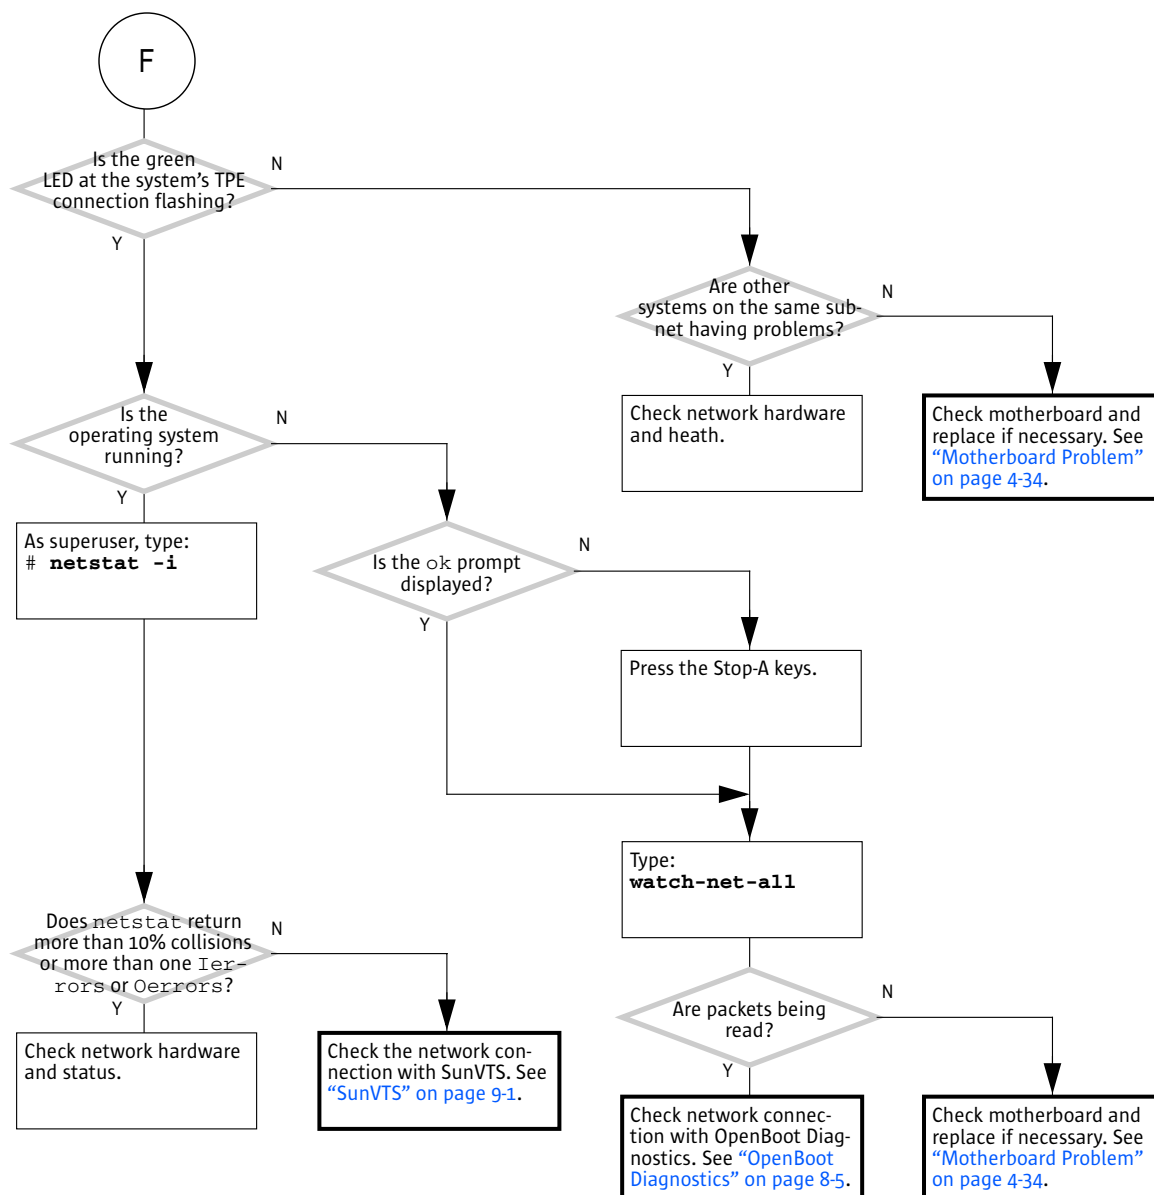 F
Is the green
LED at the system's TPE
connection flashing?
N
Y
Are other
systems on the same sub-
net having problems?
N
Y
Check network hardware
and heath.
Check motherboard and
replace if necessary. See
“Motherboard Problem”
on page 4-34.
Is the
operating system
running?
N
Y
As superuser, type:
# netstat -i
Is the ok prompt
displayed?
N
Y
Press the Stop-A keys.
Type:
watch-net-all
Does netstat return
more than 10% collisions
or more than one Ier-
rors or Oerrors?
N
Y
Check network hardware
and status.
Check the network con-
nection with SunVTS. See
“SunVTS” on page 9-1.
Are packets being
read?
N
Y
Check network connec-
tion with OpenBoot Diag-
nostics. See “OpenBoot
Diagnostics” on page 8-5.
Check motherboard and
replace if necessary. See
“Motherboard Problem”
on page 4-34.